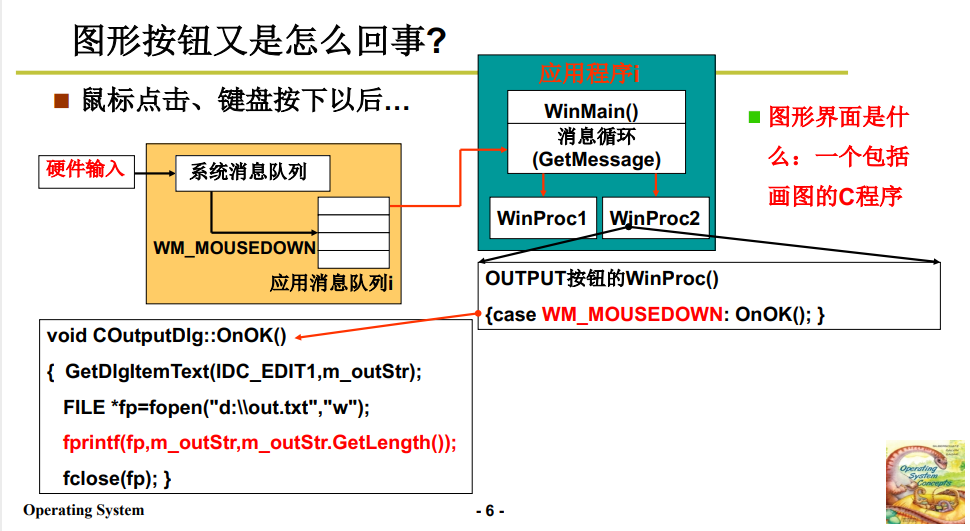 图形按钮又是怎么回事?
鼠标点击、键盘按下以后…
硬件输入
系统消息队列
WM_MOUSEDOWN
应用消息队列i
应用程序i
WinMain()
消息循环
(GetMessage)
WinProc1
WinProc2
图形界面是什
么：一个包括
画图的C程序
OUTPUT按钮的WinProc()
{case WM_MOUSEDOWN: OnOK(); }
void COutputDlg::OnOK()
{ GetDlgItemText(IDC_EDIT1,m_outStr);
FILE *fp=fopen("d:\\out.txt","w");
fprintf(fp,m_outStr,m_outStr.GetLength());
fclose(fp); }
Operating
System
Concepts
Operating System
- 6 -